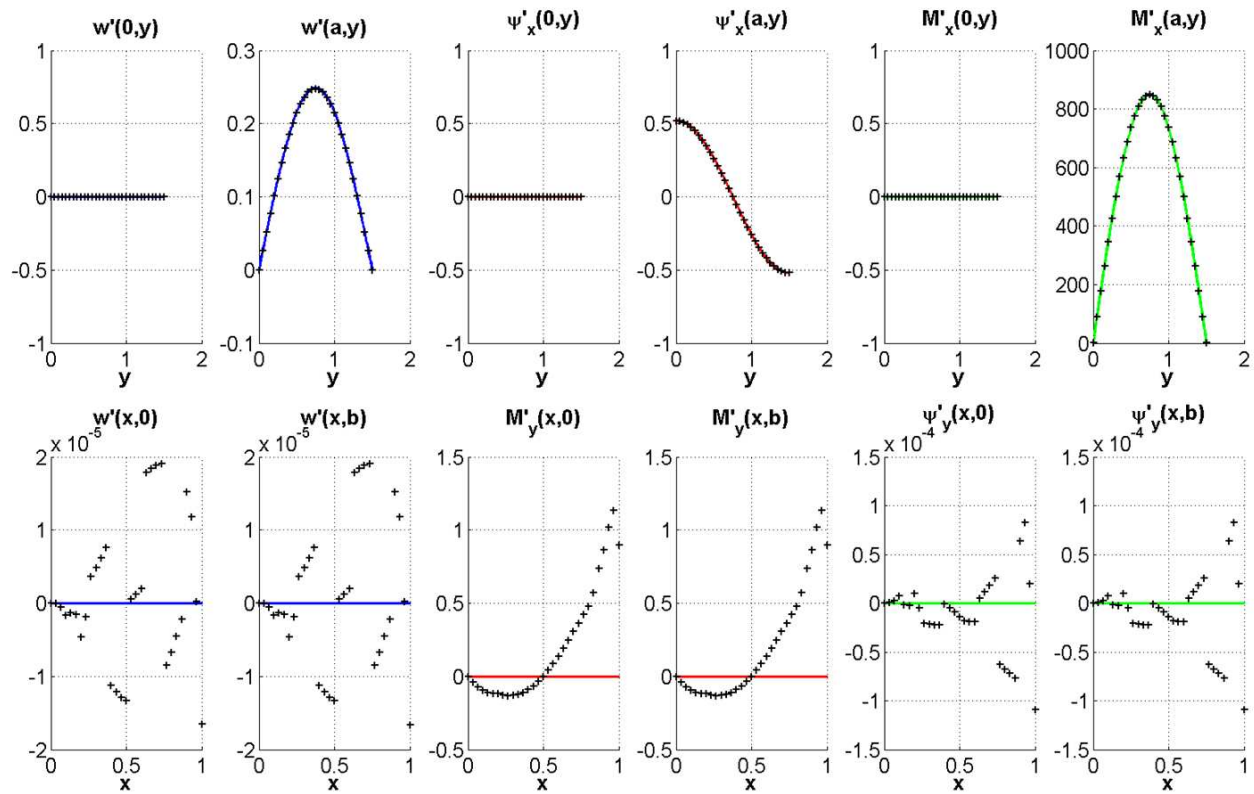 w'(0,y)
1
0.5
0
-0.5
-1
0 1 2
y
w'(a,y)
0.3
0.2
0.1
0
-0.1
0 1 2
y
ψ'x(0,y)
1
0.5
0
-0.5
-1
0 1 2
y
ψ'x(a,y)
1
0.5
0
-0.5
-1
0 1 2
y
M'x(0,y)
1
0.5
0
-0.5
-1
0 1 2
y
M'x(a,y)
1000
800
600
400
200
0
0 1 2
y
w'(x,0)
x 10-5
2
1
0
-1
-2
0 0.5 1
x
w'(x,b)
x 10-5
2
1
0
-1
-2
0 0.5 1
x
M'y(x,0)
1.5
1
0.5
0
-0.5
0 0.5 1
x
M'y(x,b)
1.5
1
0.5
0
-0.5
0 0.5 1
x
ψ'y(x,0)
x 10-4
1.5
1
0.5
0
-0.5
-1
-1.5
0 0.5 1
x
ψ'y(x,b)
x 10-4
1.5
1
0.5
0
-0.5
-1
-1.5
0 0.5 1
x